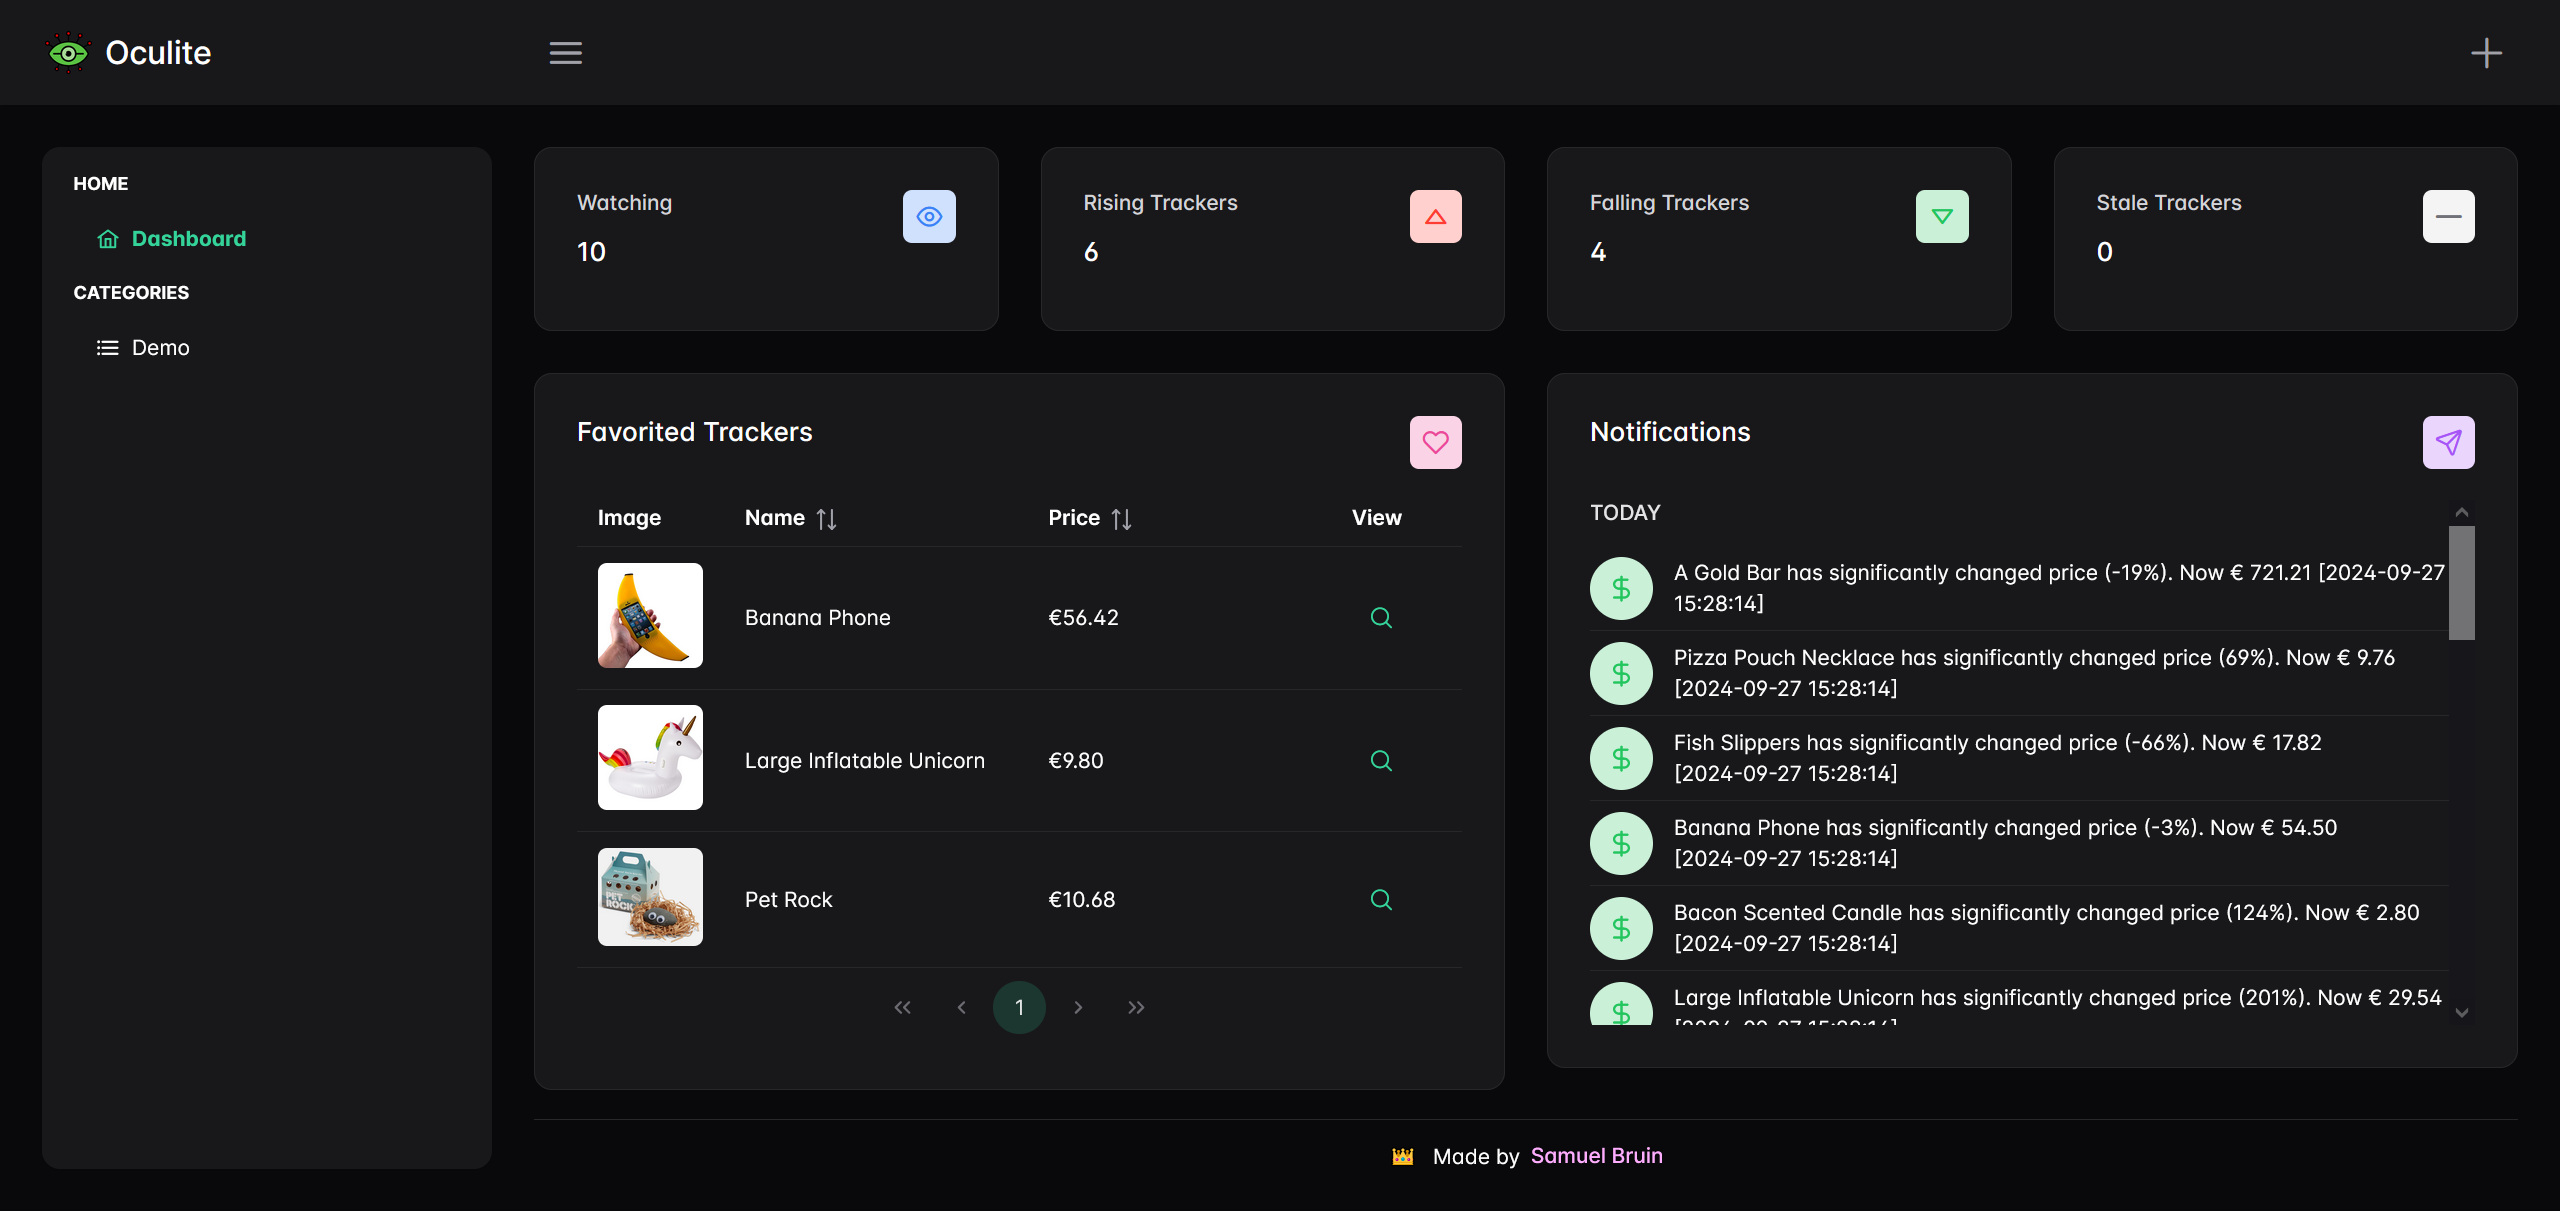 Oculite
HOME
Dashboard
CATEGORIES
Demo
Watching
10
Rising Trackers
6
Falling Trackers
4
Stale Trackers
0
Favorited Trackers
Image Name Price View
Banana Phone €56.42
Large Inflatable Unicorn €9.80
PET
ROCK
Pet Rock €10.68
1
Notifications
TODAY
A Gold Bar has significantly changed price (-19%). Now € 721.21 [2024-09-27
15:28:14]
Pizza Pouch Necklace has significantly changed price (69%). Now € 9.76
[2024-09-27 15:28:14]
Fish Slippers has significantly changed price (-66%). Now € 17.82
[2024-09-27 15:28:14]
Banana Phone has significantly changed price (-3%). Now € 54.50
[2024-09-27 15:28:14]
Bacon Scented Candle has significantly changed price (124%). Now € 2.80
[2024-09-27 15:28:14]
Large Inflatable Unicorn has significantly changed price (201%). Now € 29.54
Made by Samuel Bruin